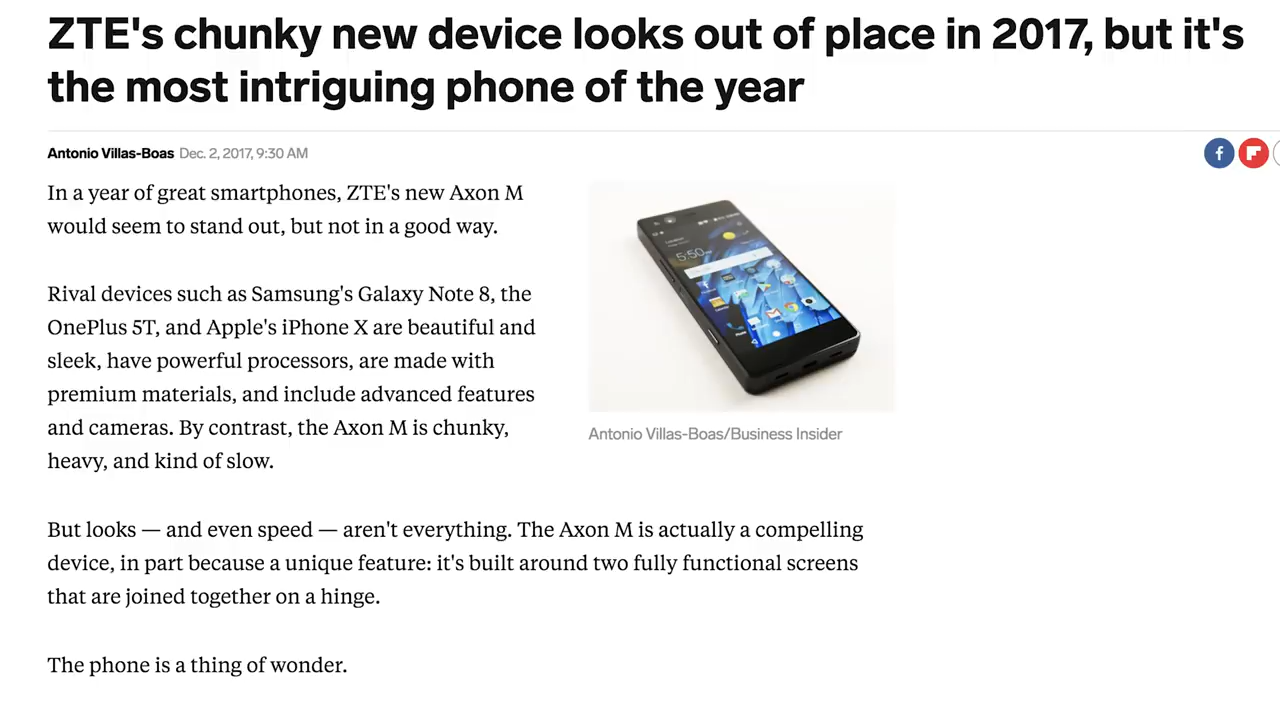 ZTE's chunky new device looks out of place in 2017, but it's
the most intriguing phone of the year
Antonio Villas-Boas Dec. 2, 2017, 9:30 AM
In a year of great smartphones, ZTE's new Axon M
would seem to stand out, but not in a good way.
Rival devices such as Samsung's Galaxy Note 8, the
OnePlus 5T, and Apple's iPhone X are beautiful and
sleek, have powerful processors, are made with
premium materials, and include advanced features
and cameras. By contrast, the Axon M is chunky,
heavy, and kind of slow.
5:50
Antonio Villas-Boas/Business Insider
But looks — and even speed — aren't everything. The Axon M is actually a compelling
device, in part because a unique feature: it's built around two fully functional screens
that are joined together on a hinge.
The phone is a thing of wonder.